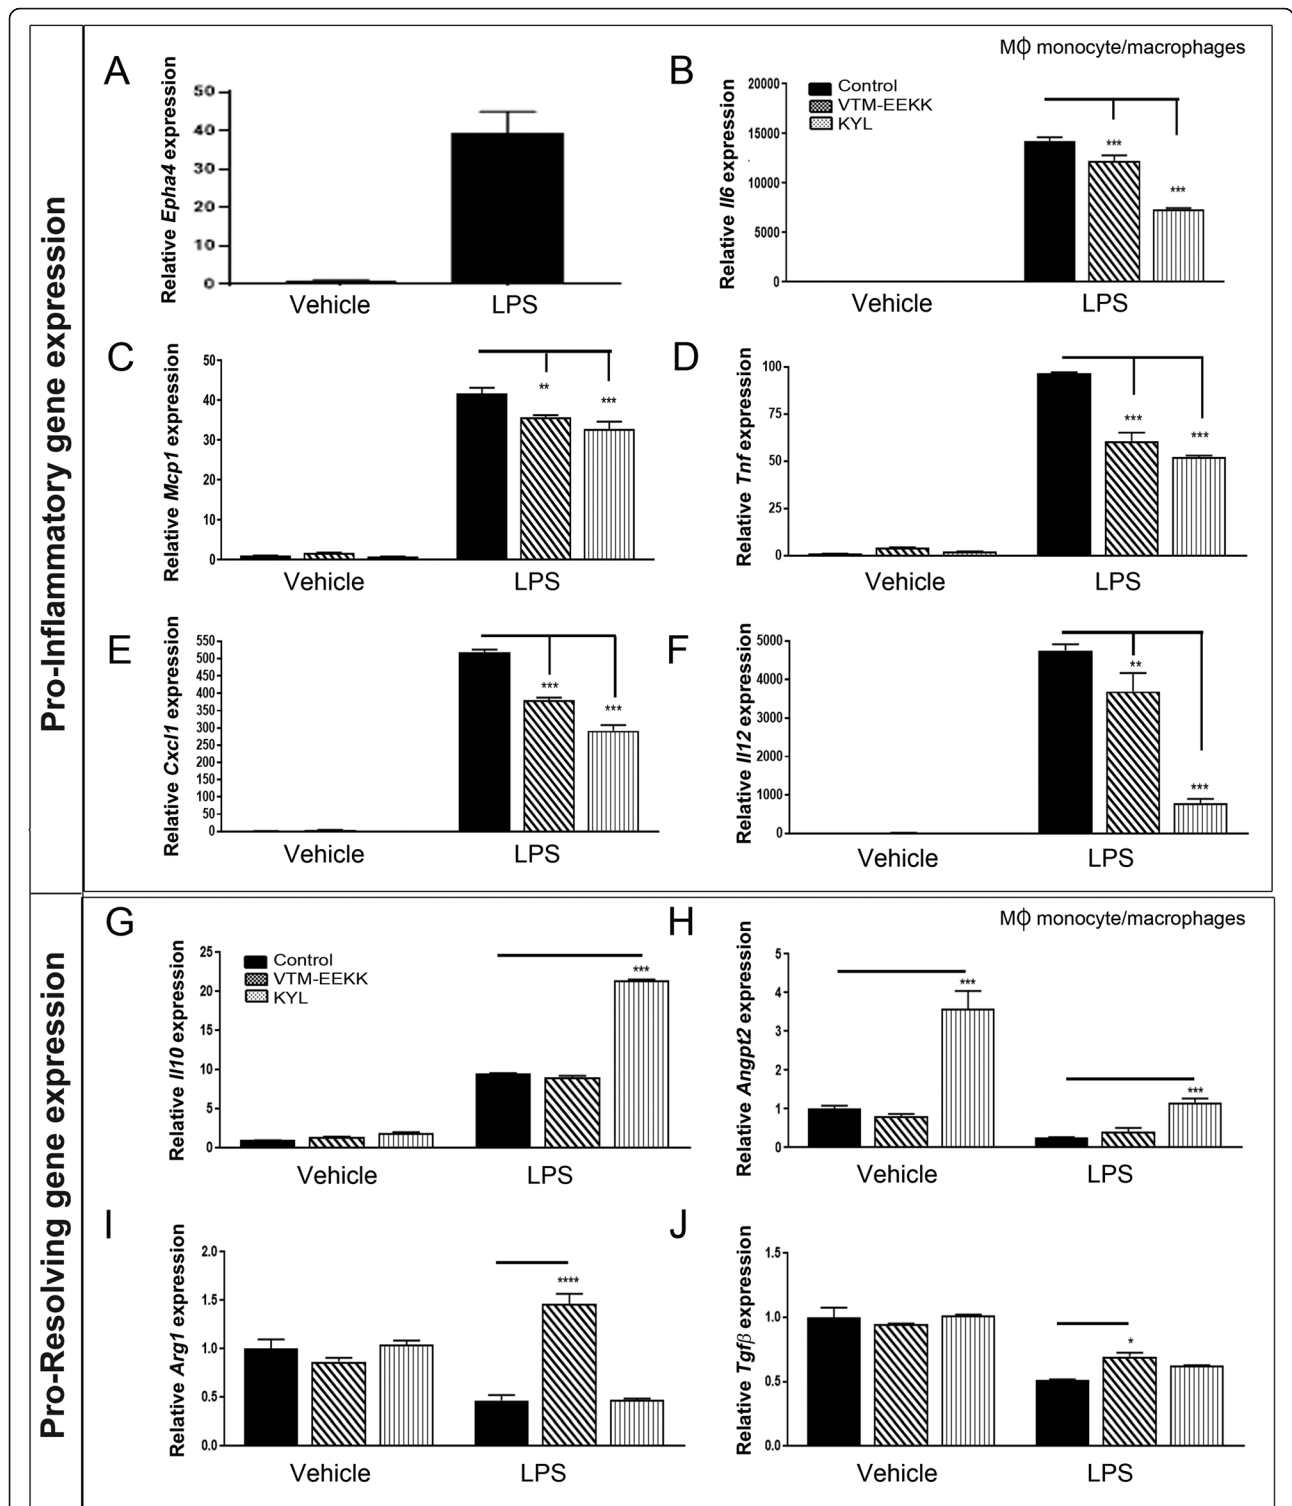 Pro-Inflammatory gene expression
MΦ monocyte/macrophages
A
Relative Epha4 expression
50
40
30
20
10
0
Vehicle LPS
B
Relative Il6 expression
20000
15000
10000
5000
0
Control
VTM-EEKK
KYL
***
***
Vehicle LPS
C
Relative Mcp1 expression
50
40
30
20
10
0
**
***
Vehicle LPS
D
Relative Tnf expression
100
75
50
25
0
***
***
Vehicle LPS
E
Relative Cxcl1 expression
550
500
450
400
350
300
250
200
150
100
50
0
***
***
Vehicle LPS
F
Relative Il12 expression
5000
4000
3000
2000
1000
0
**
***
Vehicle LPS
Pro-Resolving gene expression
MΦ monocyte/macrophages
G
Relative Il10 expression
25
20
15
10
5
0
Control
VTM-EEKK
KYL
***
Vehicle LPS
H
Relative Angpt2 expression
5
4
3
2
1
0
***
***
Vehicle LPS
I
Relative Arg1 expression
2.0
1.5
1.0
0.5
0.0
****
Vehicle LPS
J
Relative Tgfβ expression
1.5
1.0
0.5
0.0
*
Vehicle LPS